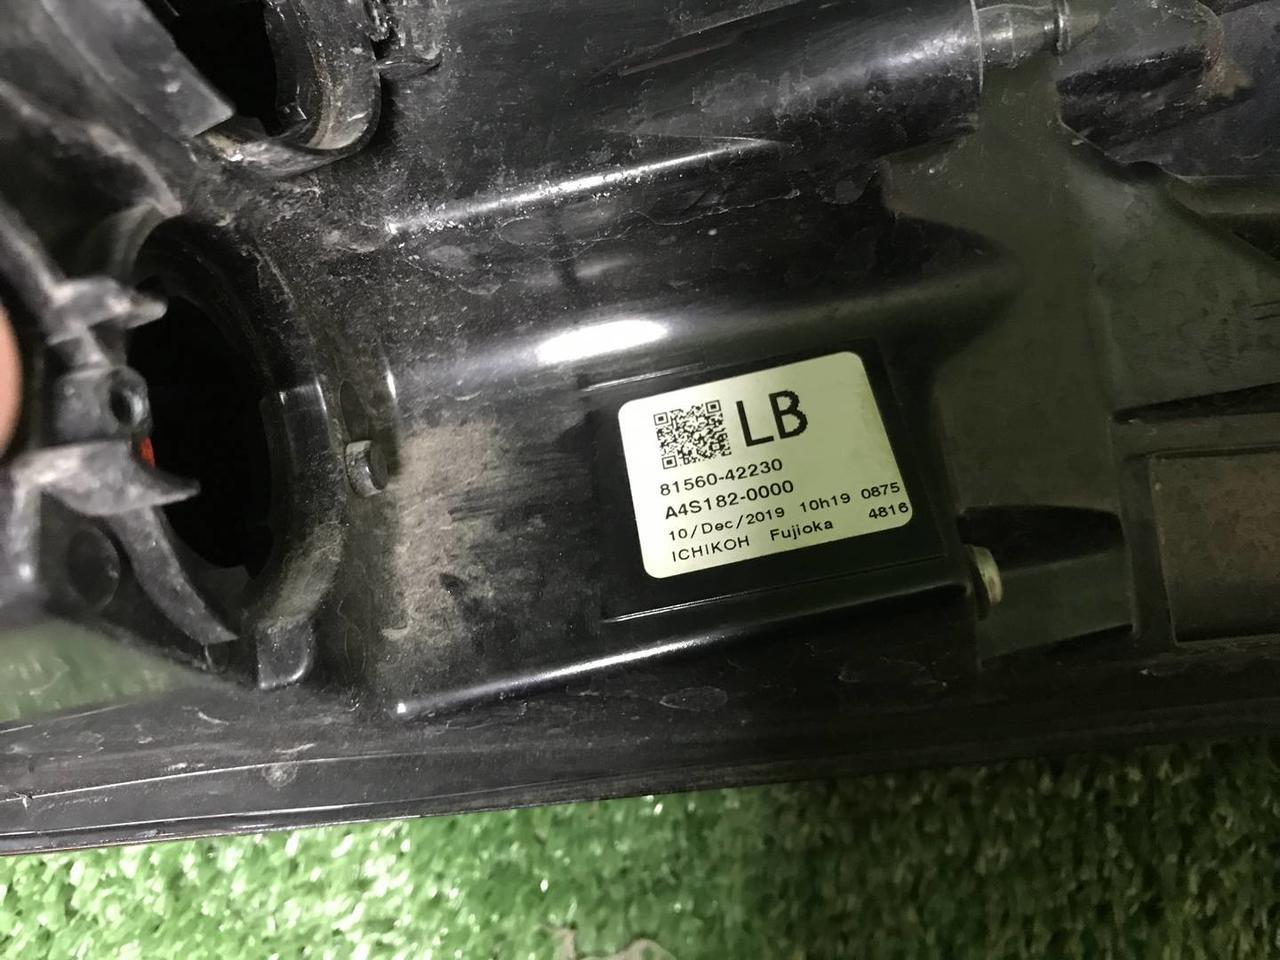 LB
81560-42230
A4S182-0000
10/Dec/2019 10h19 0875
ICHIKOH Fujioka 4816